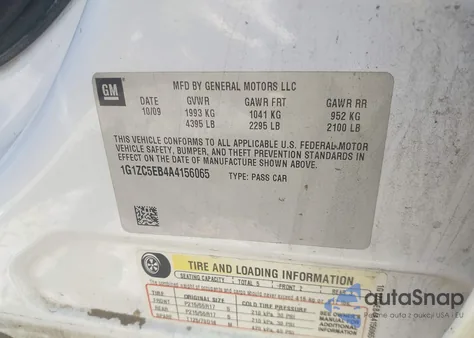 GM
MFD BY GENERAL MOTORS LLC
DATE GVWR GAWR FRT GAWR RR
10/09 1993 KG 1041 KG 952 KG
4395 LB 2295 LB 2100 LB
THIS VEHICLE CONFORMS TO ALL APPLICABLE U.S. FEDERAL MOTOR
VEHICLE SAFETY, BUMPER, AND THEFT PREVENTION STANDARDS IN
EFFECT ON THE DATE OF MANUFACTURE SHOWN ABOVE.
1G1ZC5EB4A4156065 TYPE: PASS CAR
TIRE AND LOADING INFORMATION
SEATING CAPACITY TOTAL 5 FRONT 2
TIRE ORIGINAL SIZE COLD TIRE PRESSURE
FRONT P215/55R17
REAR P215/55R17
autoSnap